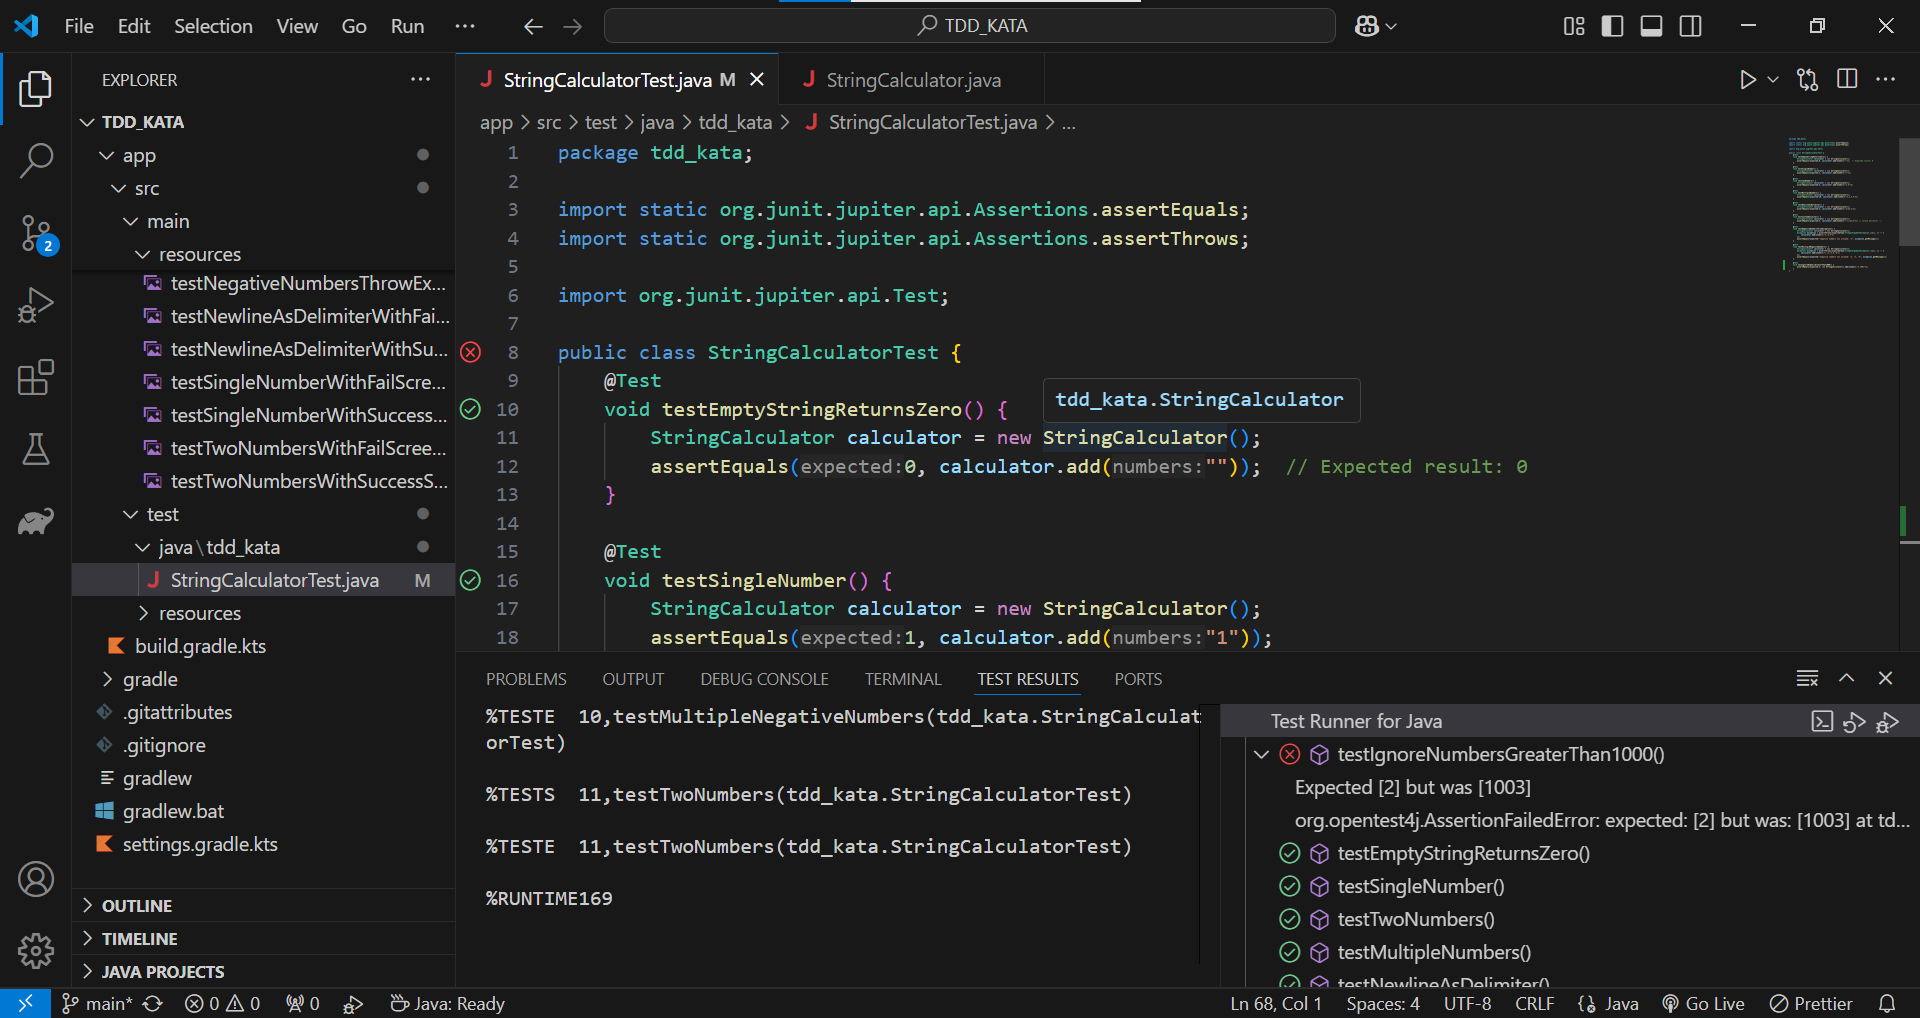 File Edit Selection View Go Run ··· TDD_KATA
EXPLORER ···
TDD_KATA
app
src
main
resources
testNegativeNumbersThrowEx...
testNewlineAsDelimiterWithFai...
testNewlineAsDelimiterWithSu...
testSingleNumberWithFailScre...
testSingleNumberWithSuccess...
testTwoNumbersWithFailScree...
testTwoNumbersWithSuccessS...
test
java\tdd_kata
StringCalculatorTest.java M
resources
build.gradle.kts
gradle
.gitattributes
.gitignore
gradlew
gradlew.bat
settings.gradle.kts
OUTLINE
TIMELINE
JAVA PROJECTS
2
StringCalculatorTest.java M StringCalculator.java
app > src > test > java > tdd_kata > StringCalculatorTest.java > ...
1 package tdd_kata;
2
3 import static org.junit.jupiter.api.Assertions.assertEquals;
4 import static org.junit.jupiter.api.Assertions.assertThrows;
5
6 import org.junit.jupiter.api.Test;
7
8 public class StringCalculatorTest {
9 @Test
tdd_kata.StringCalculator
10 void testEmptyStringReturnsZero() {
11 StringCalculator calculator = new StringCalculator();
12 assertEquals(expected:0, calculator.add(numbers:"")); // Expected result: 0
13 }
14
15 @Test
16 void testSingleNumber() {
17 StringCalculator calculator = new StringCalculator();
18 assertEquals(expected:1, calculator.add(numbers:"1"));
PROBLEMS OUTPUT DEBUG CONSOLE TERMINAL TEST RESULTS PORTS
%TESTE 10,testMultipleNegativeNumbers(tdd_kata.StringCalculat
orTest)
%TESTS 11,testTwoNumbers(tdd_kata.StringCalculatorTest)
%TESTE 11,testTwoNumbers(tdd_kata.StringCalculatorTest)
%RUNTIME169
Test Runner for Java
testIgnoreNumbersGreaterThan1000()
Expected [2] but was [1003]
org.opentest4j.AssertionFailedError: expected: [2] but was: [1003] at td...
testEmptyStringReturnsZero()
testSingleNumber()
testTwoNumbers()
testMultipleNumbers()
testNewlineAsDelimiter()
main* 0 0 0 Java: Ready Ln 68, Col 1 Spaces: 4 UTF-8 CRLF Java Go Live Prettier